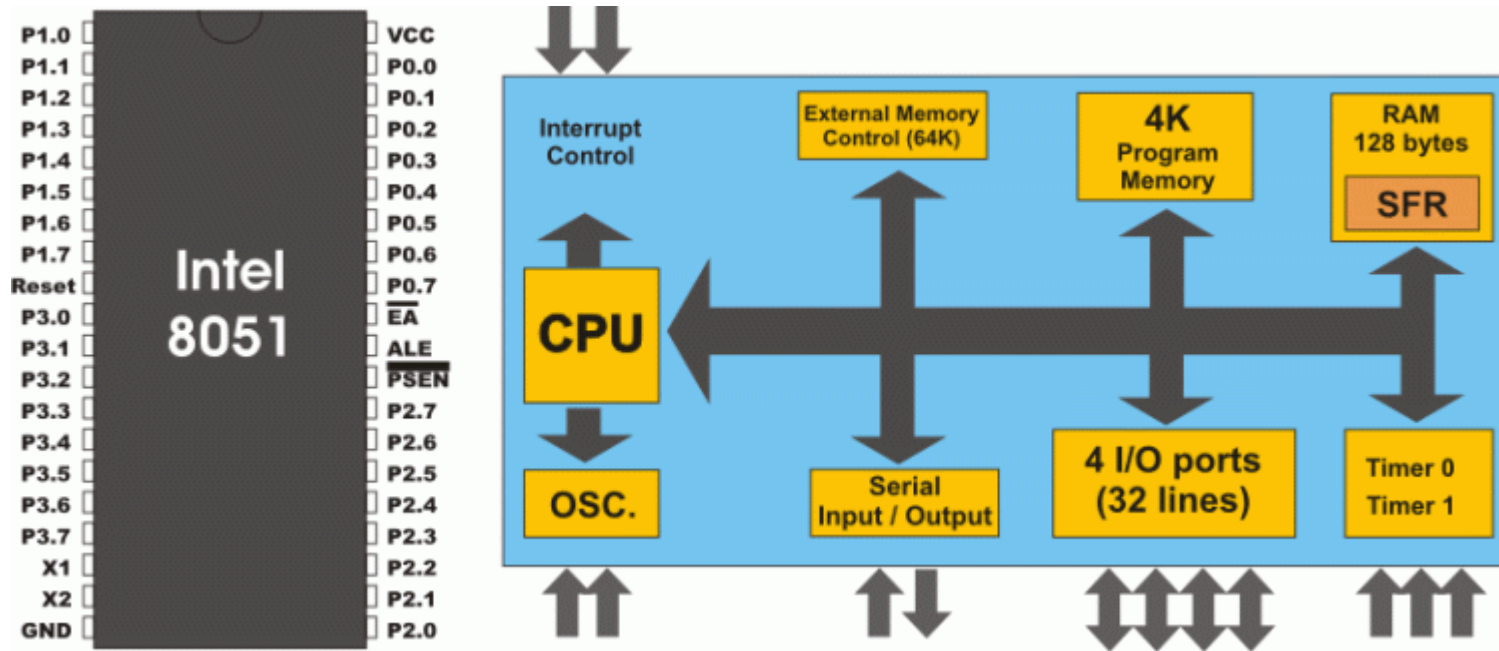 P1.0
P1.1
P1.2
P1.3
P1.4
P1.5
P1.6
P1.7
Reset
P3.0
P3.1
P3.2
P3.3
P3.4
P3.5
P3.6
P3.7
X1
X2
GND
Intel
8051
VCC
P0.0
P0.1
P0.2
P0.3
P0.4
P0.5
P0.6
P0.7
EA
ALE
PSEN
P2.7
P2.6
P2.5
P2.4
P2.3
P2.2
P2.1
P2.0
Interrupt
Control
External Memory
Control (64K)
4K
Program
Memory
RAM
128 bytes
SFR
CPU
OSC.
Serial
Input / Output
4 I/O ports
(32 lines)
Timer 0
Timer 1